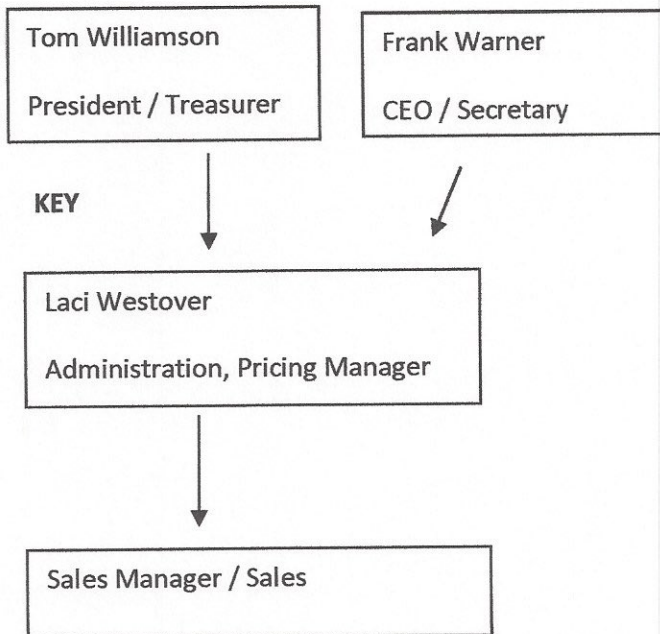 Tom Williamson
President / Treasurer
Frank Warner
CEO / Secretary
KEY
Laci Westover
Administration, Pricing Manager
Sales Manager / Sales